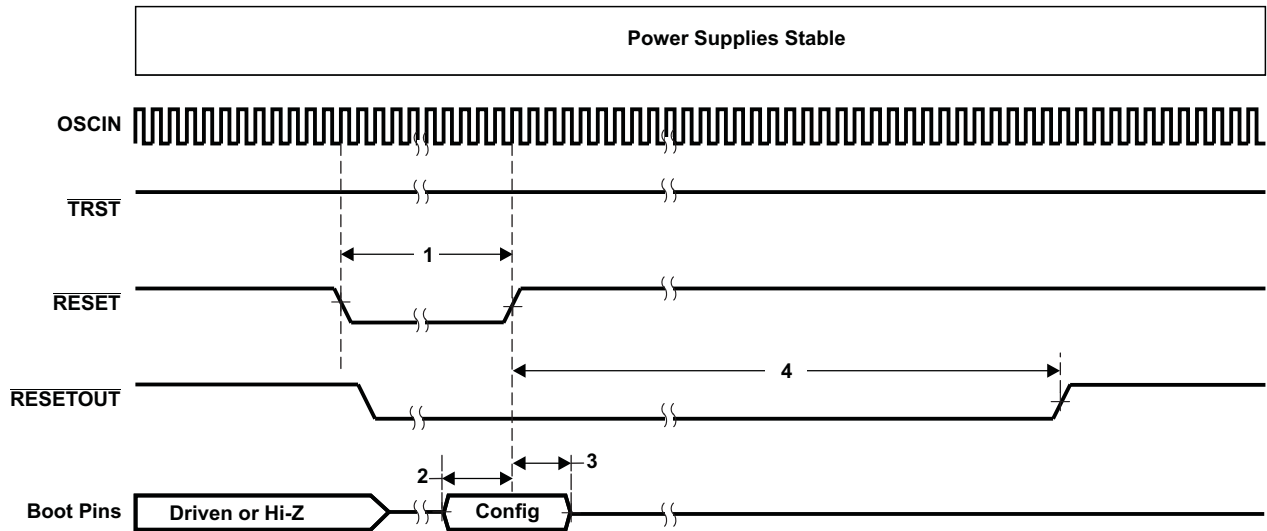 Power Supplies Stable
OSCIN
TRST
1
RESET
4
RESETOUT
2
3
Boot Pins
Driven or Hi-Z
Config